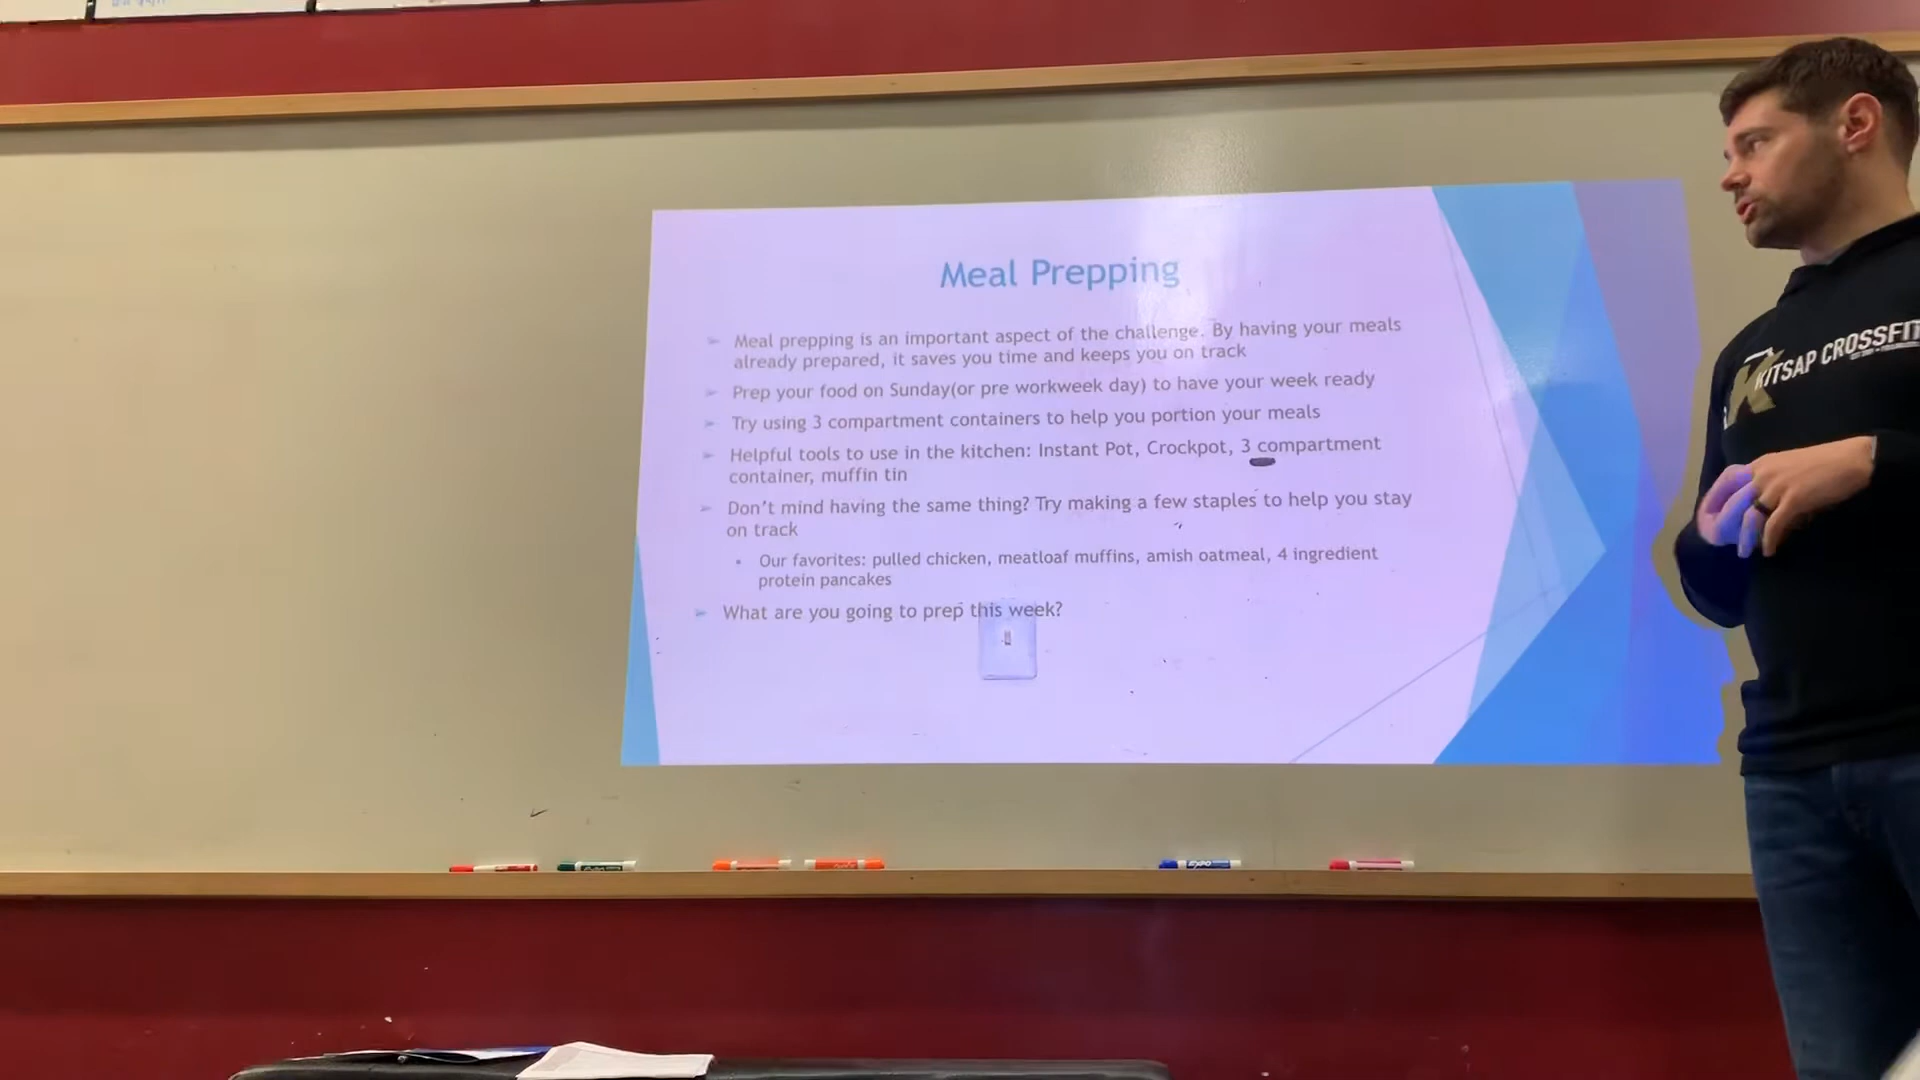 Meal Prepping
Meal prepping is an important aspect of the challenge. By having your meals
already prepared, it saves you time and keeps you on track
Prep your food on Sunday(or pre workweek day) to have your week ready
Try using 3 compartment containers to help you portion your meals
Helpful tools to use in the kitchen: Instant Pot, Crockpot, 3 compartment
container, muffin tin
Don't mind having the same thing? Try making a few staples to help you stay
on track
Our favorites: pulled chicken, meatloaf muffins, amish oatmeal, 4 ingredient
protein pancakes
What are you going to prep this week?
KITSAP CROSSFIT
EXPO